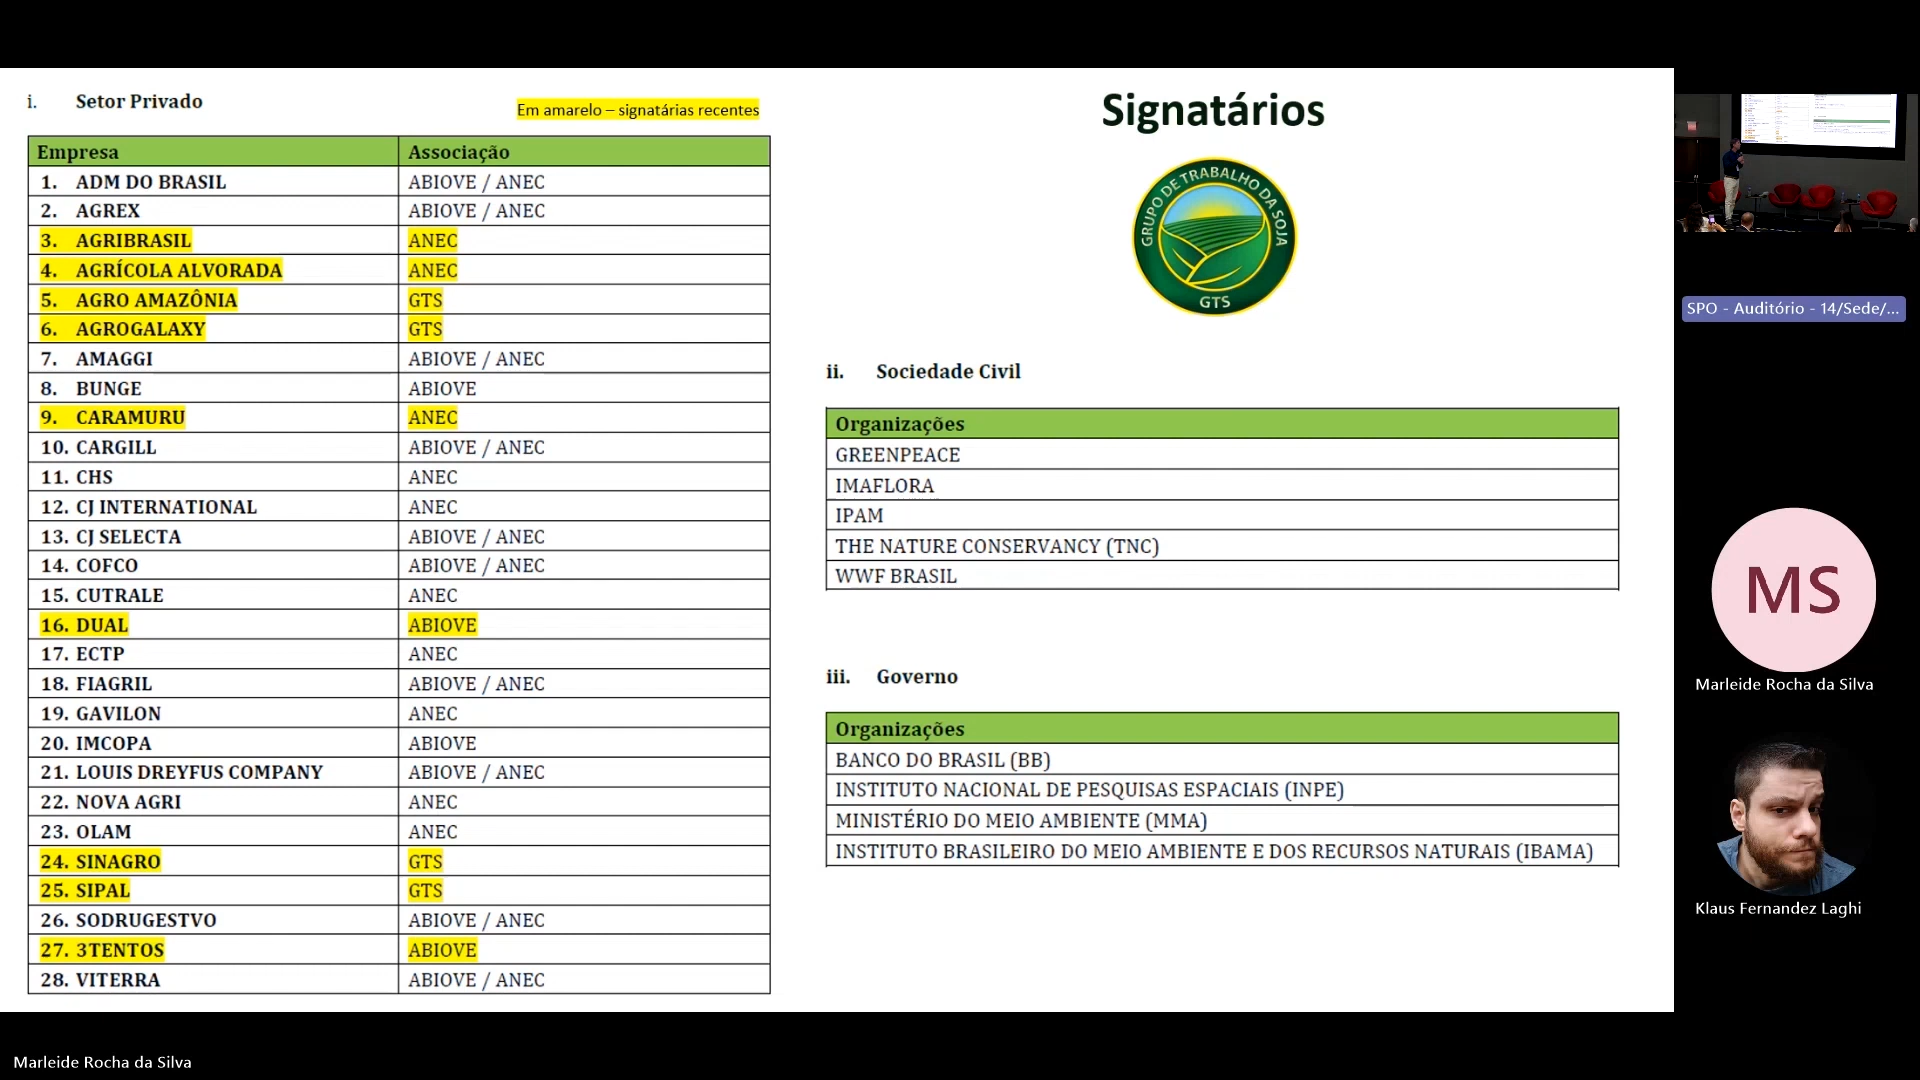 i. Setor Privado
Em amarelo – signatárias recentes
Empresa Associação
1. ADM DO BRASIL ABIOVE / ANEC
2. AGREX ABIOVE / ANEC
3. AGRIBRASIL ANEC
4. AGRÍCOLA ALVORADA ANEC
5. AGRO AMAZÔNIA GTS
6. AGROGALAXY GTS
7. AMAGGI ABIOVE / ANEC
8. BUNGE ABIOVE
9. CARAMURU ANEC
10. CARGILL ABIOVE / ANEC
11. CHS ANEC
12. CJ INTERNATIONAL ANEC
13. CJ SELECTA ABIOVE / ANEC
14. COFCO ABIOVE / ANEC
15. CUTRALE ANEC
16. DUAL ABIOVE
17. ECTP ANEC
18. FIAGRIL ABIOVE / ANEC
19. GAVILON ANEC
20. IMCOPA ABIOVE
21. LOUIS DREYFUS COMPANY ABIOVE / ANEC
22. NOVA AGRI ANEC
23. OLAM ANEC
24. SINAGRO GTS
25. SIPAL GTS
26. SODRUGESTVO ABIOVE / ANEC
27. 3TENTOS ABIOVE
28. VITERRA ABIOVE / ANEC
Signatários
GRUPO DE TRABALHO DA SOJA
GTS
ii. Sociedade Civil
Organizações
GREENPEACE
IMAFLORA
IPAM
THE NATURE CONSERVANCY (TNC)
WWF BRASIL
iii. Governo
Organizações
BANCO DO BRASIL (BB)
INSTITUTO NACIONAL DE PESQUISAS ESPACIAIS (INPE)
MINISTÉRIO DO MEIO AMBIENTE (MMA)
INSTITUTO BRASILEIRO DO MEIO AMBIENTE E DOS RECURSOS NATURAIS (IBAMA)
SPO - Auditório - 14/Sede/...
MS
Marleide Rocha da Silva
Klaus Fernandez Laghi
Marleide Rocha da Silva